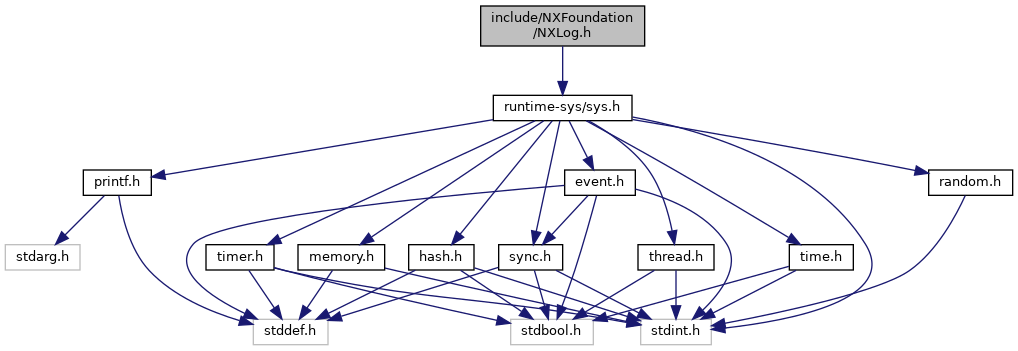 include/NXFoundation
/NXLog.h
runtime-sys/sys.h
printf.h
event.h
random.h
stdarg.h
timer.h
memory.h
hash.h
sync.h
thread.h
time.h
stddef.h
stdbool.h
stdint.h